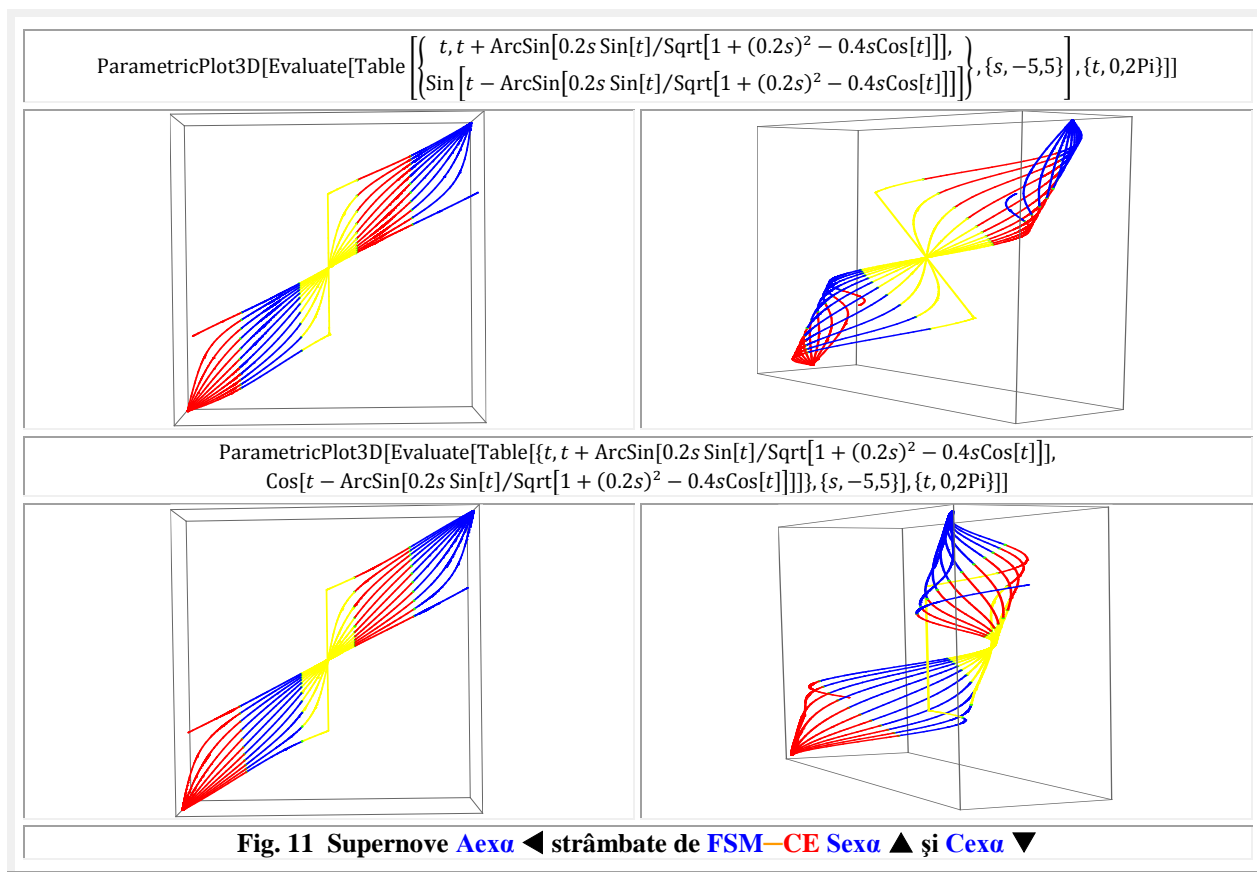 ParametricPlot3D[Evaluate[Table[{t, t + ArcSin[0.2s Sin[t]/Sqrt[1 + (0.2s)² − 0.4sCos[t]]],
Sin[t − ArcSin[0.2s Sin[t]/Sqrt[1 + (0.2s)² − 0.4sCos[t]]]]}, {s, −5,5}], {t, 0,2Pi}]]
ParametricPlot3D[Evaluate[Table[{t, t + ArcSin[0.2s Sin[t]/Sqrt[1 + (0.2s)² − 0.4sCos[t]]],
Cos[t − ArcSin[0.2s Sin[t]/Sqrt[1 + (0.2s)² − 0.4sCos[t]]]]}, {s, −5,5}], {t, 0,2Pi}]]
Fig. 11 Supernove Aexα ◄ strâmbate de FSM—CE Sexα ▲ şi Cexα ▼